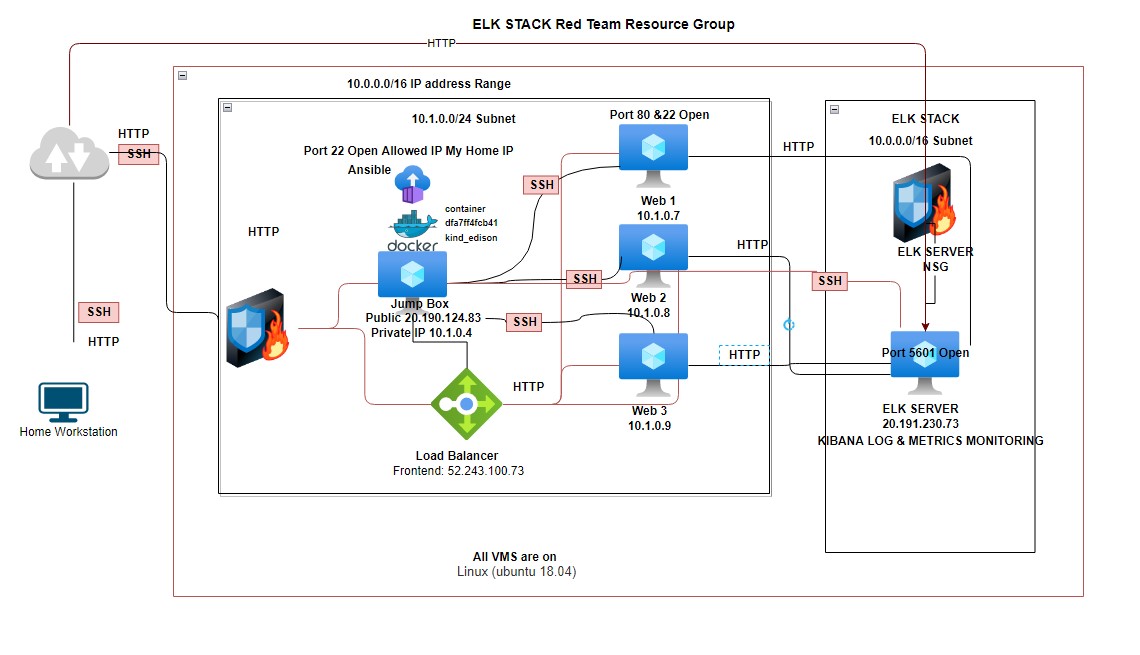 ELK STACK Red Team Resource Group
HTTP
10.0.0.0/16 IP address Range
10.1.0.0/24 Subnet
Port 80 &22 Open
ELK STACK
10.0.0.0/16 Subnet
HTTP
SSH
HTTP
Port 22 Open Allowed IP My Home IP
Ansible
SSH
container
dfa7ff4fcb41
kind_edison
docker
Web 1
10.1.0.7
HTTP
HTTP
ELK SERVER
NSG
SSH
SSH
Jump Box
Public 20.190.124.83
Private IP 10.1.0.4
Web 2
10.1.0.8
SSH
HTTP
SSH
HTTP
Port 5601 Open
HTTP
Home Workstation
Web 3
10.1.0.9
ELK SERVER
20.191.230.73
KIBANA LOG & METRICS MONITORING
Load Balancer
Frontend: 52.243.100.73
All VMS are on
Linux (ubuntu 18.04)